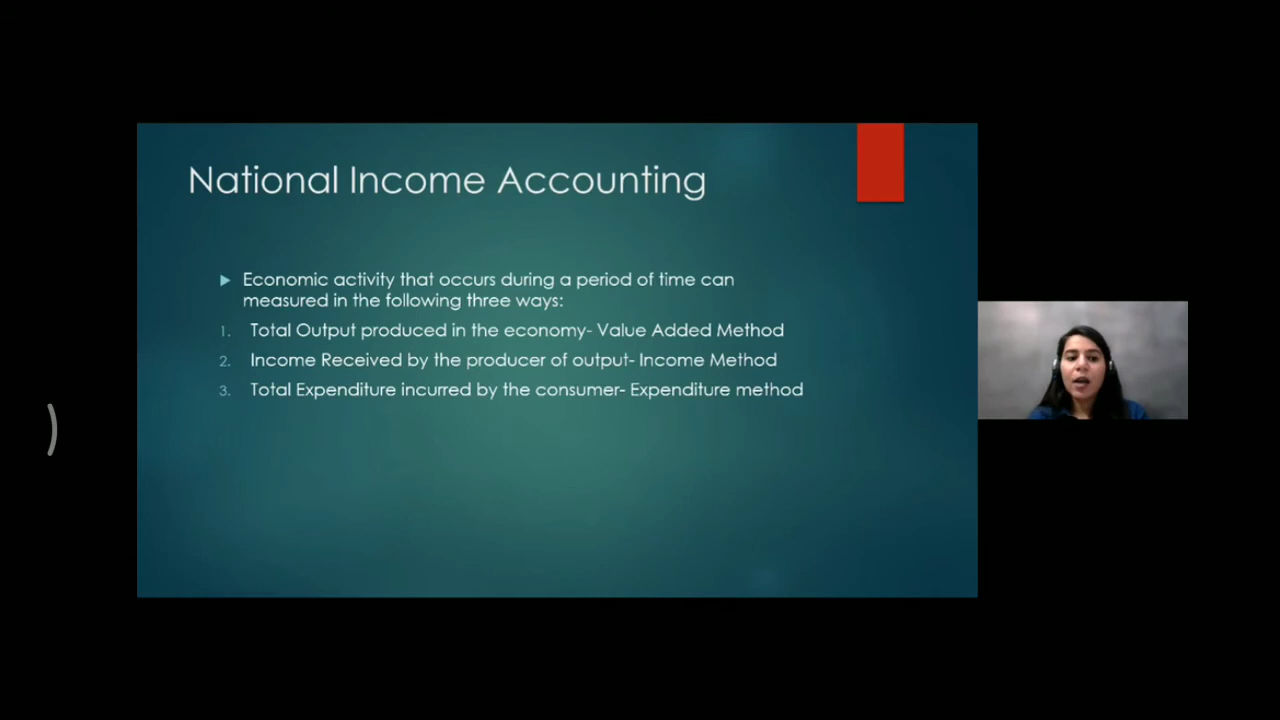 National Income Accounting
Economic activity that occurs during a period of time can
measured in the following three ways:
1. Total Output produced in the economy- Value Added Method
2. Income Received by the producer of output- Income Method
3. Total Expenditure incurred by the consumer- Expenditure method